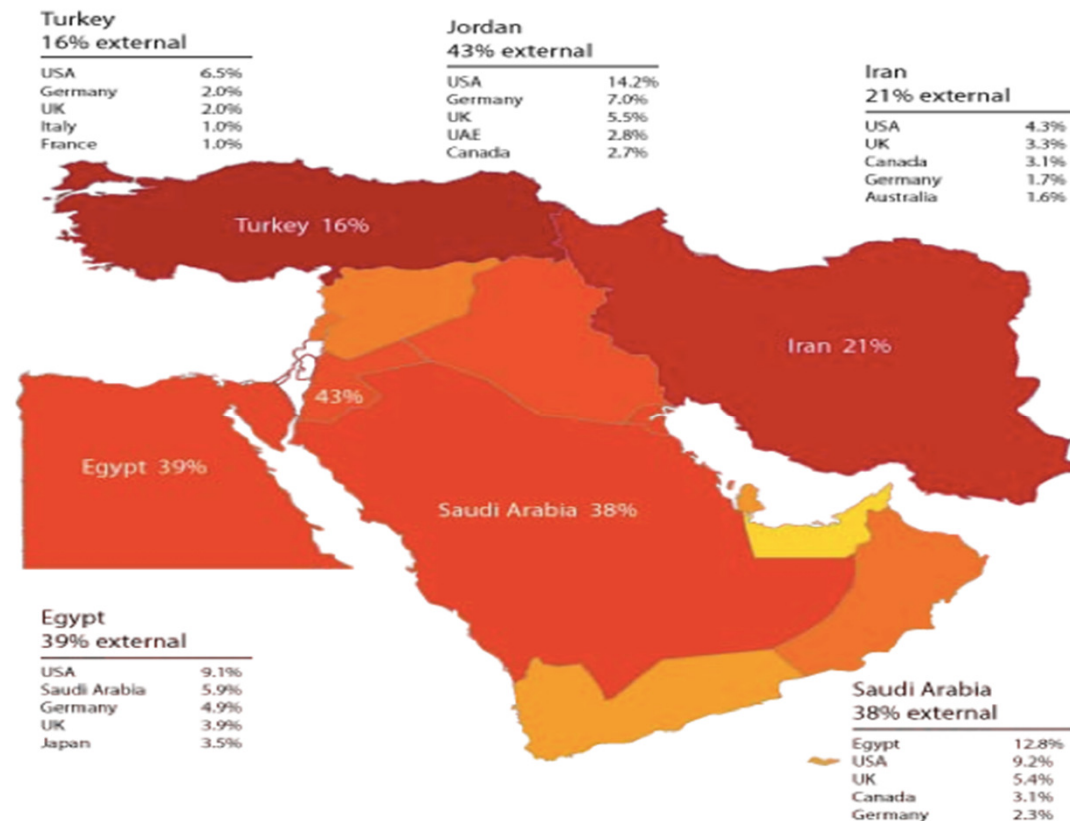 Turkey
16% external
USA 6.5%
Germany 2.0%
UK 2.0%
Italy 1.0%
France 1.0%
Jordan
43% external
USA 14.2%
Germany 7.0%
UK 5.5%
UAE 2.8%
Canada 2.7%
Iran
21% external
USA 4.3%
UK 3.3%
Canada 3.1%
Germany 1.7%
Australia 1.6%
Turkey 16%
Iran 21%
43%
Egypt 39%
Saudi Arabia 38%
Egypt
39% external
USA 9.1%
Saudi Arabia 5.9%
Germany 4.9%
UK 3.9%
Japan 3.5%
Saudi Arabia
38% external
Egypt 12.8%
USA 9.2%
UK 5.4%
Canada 3.1%
Germany 2.3%